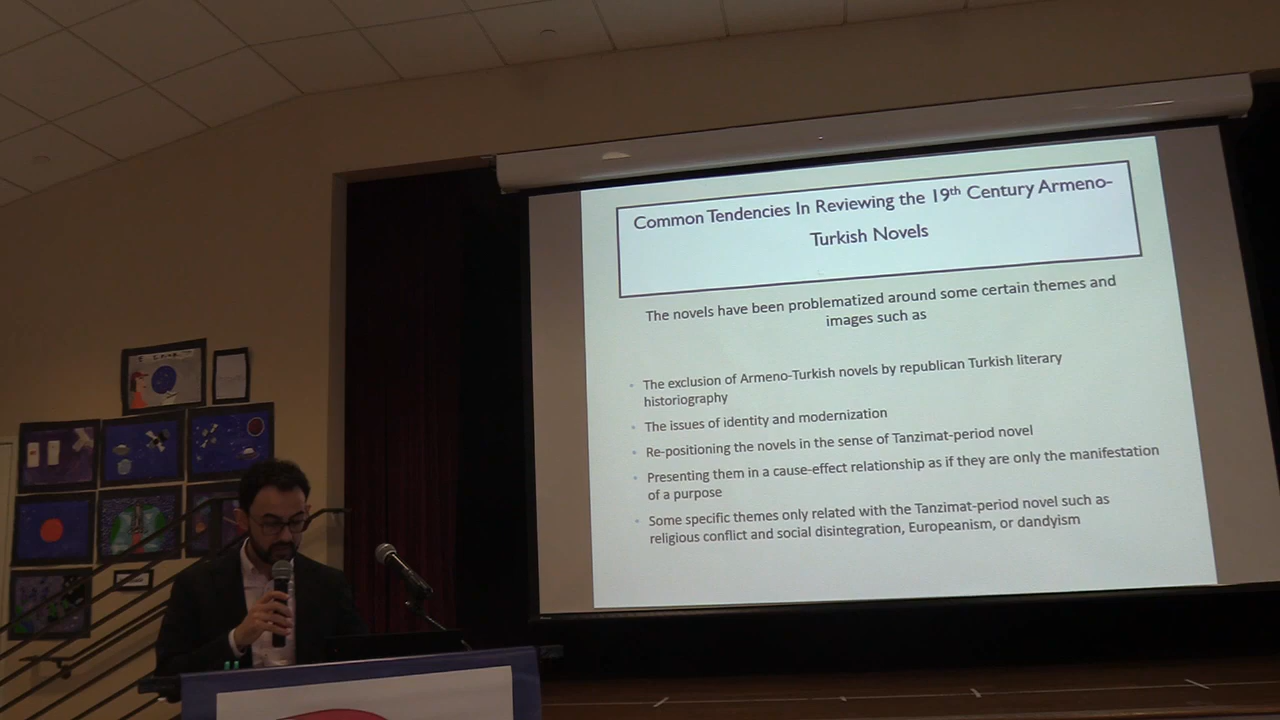 Common Tendencies In Reviewing the 19th Century Armeno-
Turkish Novels
The novels have been problematized around some certain themes and
images such as
The exclusion of Armeno-Turkish novels by republican Turkish literary
historiography
The issues of identity and modernization
Re-positioning the novels in the sense of Tanzimat-period novel
Presenting them in a cause-effect relationship as if they are only the manifestation
of a purpose
Some specific themes only related with the Tanzimat-period novel such as
religious conflict and social disintegration, Europeanism, or dandyism